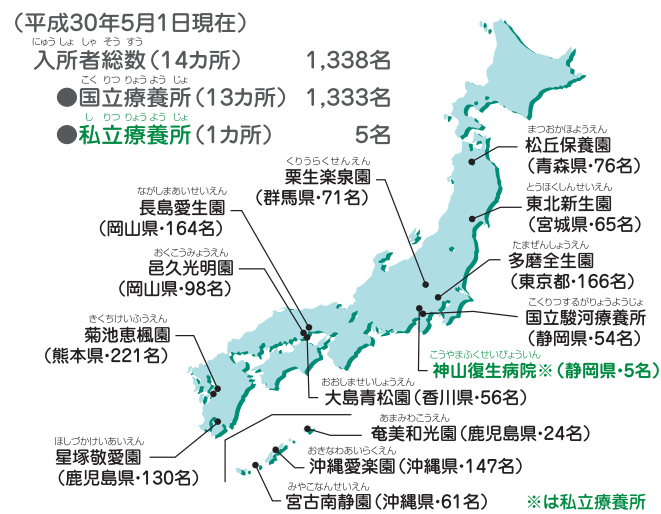 (平成30年5月1日現在)
にゅう しょ しゃ そう すう
入所者総数(14カ所) 1,338名
こく りつ りょう よう じょ
●国立療養所(13カ所) 1,333名
し りつ りょう よう じょ
●私立療養所(1カ所) 5名
まつおかほようえん
松丘保養園
(青森県・76名)
くりうらくせんえん
栗生楽泉園
(群馬県・71名)
とうほくしんせいえん
東北新生園
(宮城県・65名)
ながしまあいせいえん
長島愛生園
(岡山県・164名)
たまぜんしょうえん
多磨全生園
(東京都・166名)
おくこうみょうえん
邑久光明園
(岡山県・98名)
こくりつするがりょうようじょ
国立駿河療養所
(静岡県・54名)
きくちけいふうえん
菊池恵楓園
(熊本県・221名)
こうやまふくせいびょういん
神山復生病院※(静岡県・5名)
おおしませいしょうえん
大島青松園(香川県・56名)
あまみわこうえん
奄美和光園(鹿児島県・24名)
ほしづかけいあいえん
星塚敬愛園
(鹿児島県・130名)
おきなわあいらくえん
沖縄愛楽園(沖縄県・147名)
みやこなんせいえん
宮古南静園(沖縄県・61名)
※は私立療養所